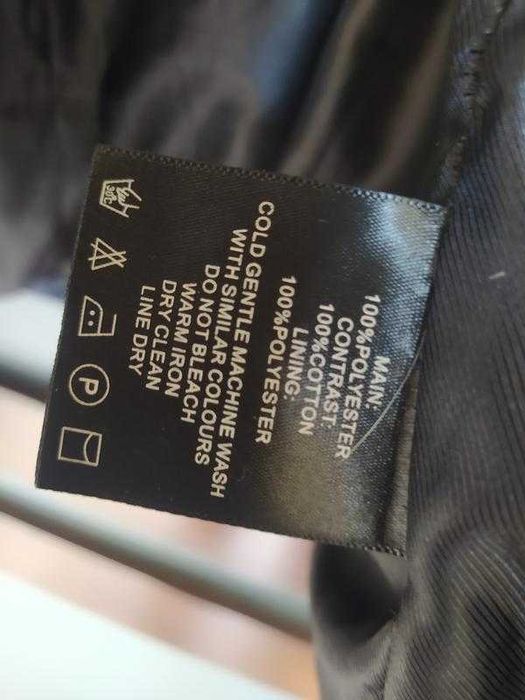 MAIN:
100%POLYESTER
CONTRAST:
100%COTTON
LINING:
100%POLYESTER
COLD GENTLE MACHINE WASH
WITH SIMILAR COLOURS
DO NOT BLEACH
WARM IRON
DRY CLEAN
LINE DRY
30°C
P